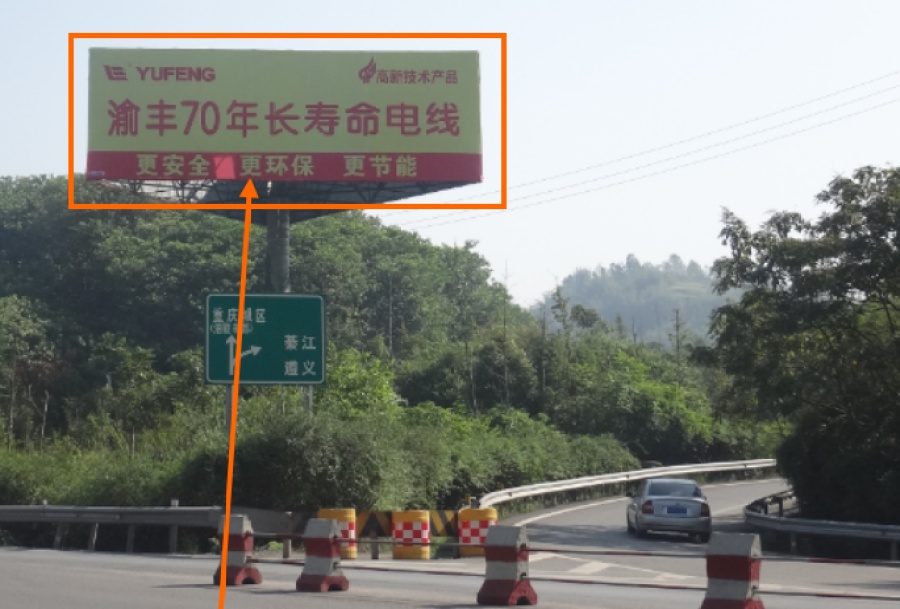 YUFENG
高新技术产品
渝丰70年长寿命电线
更安全 更环保 更节能
重庆城区
綦江
遵义